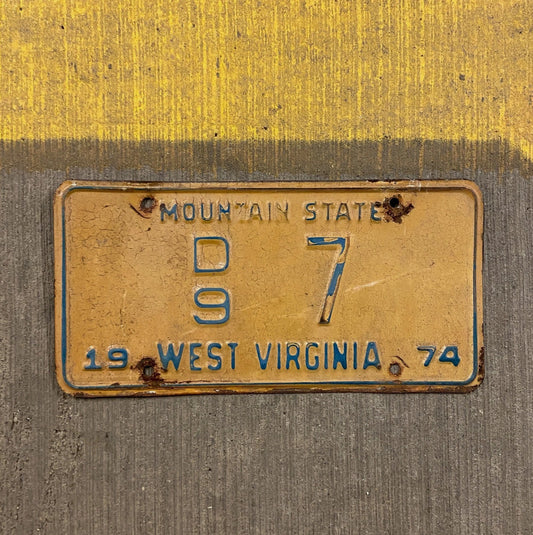 MOUNTAIN STATE
D
9 7
19 WEST VIRGINIA 74